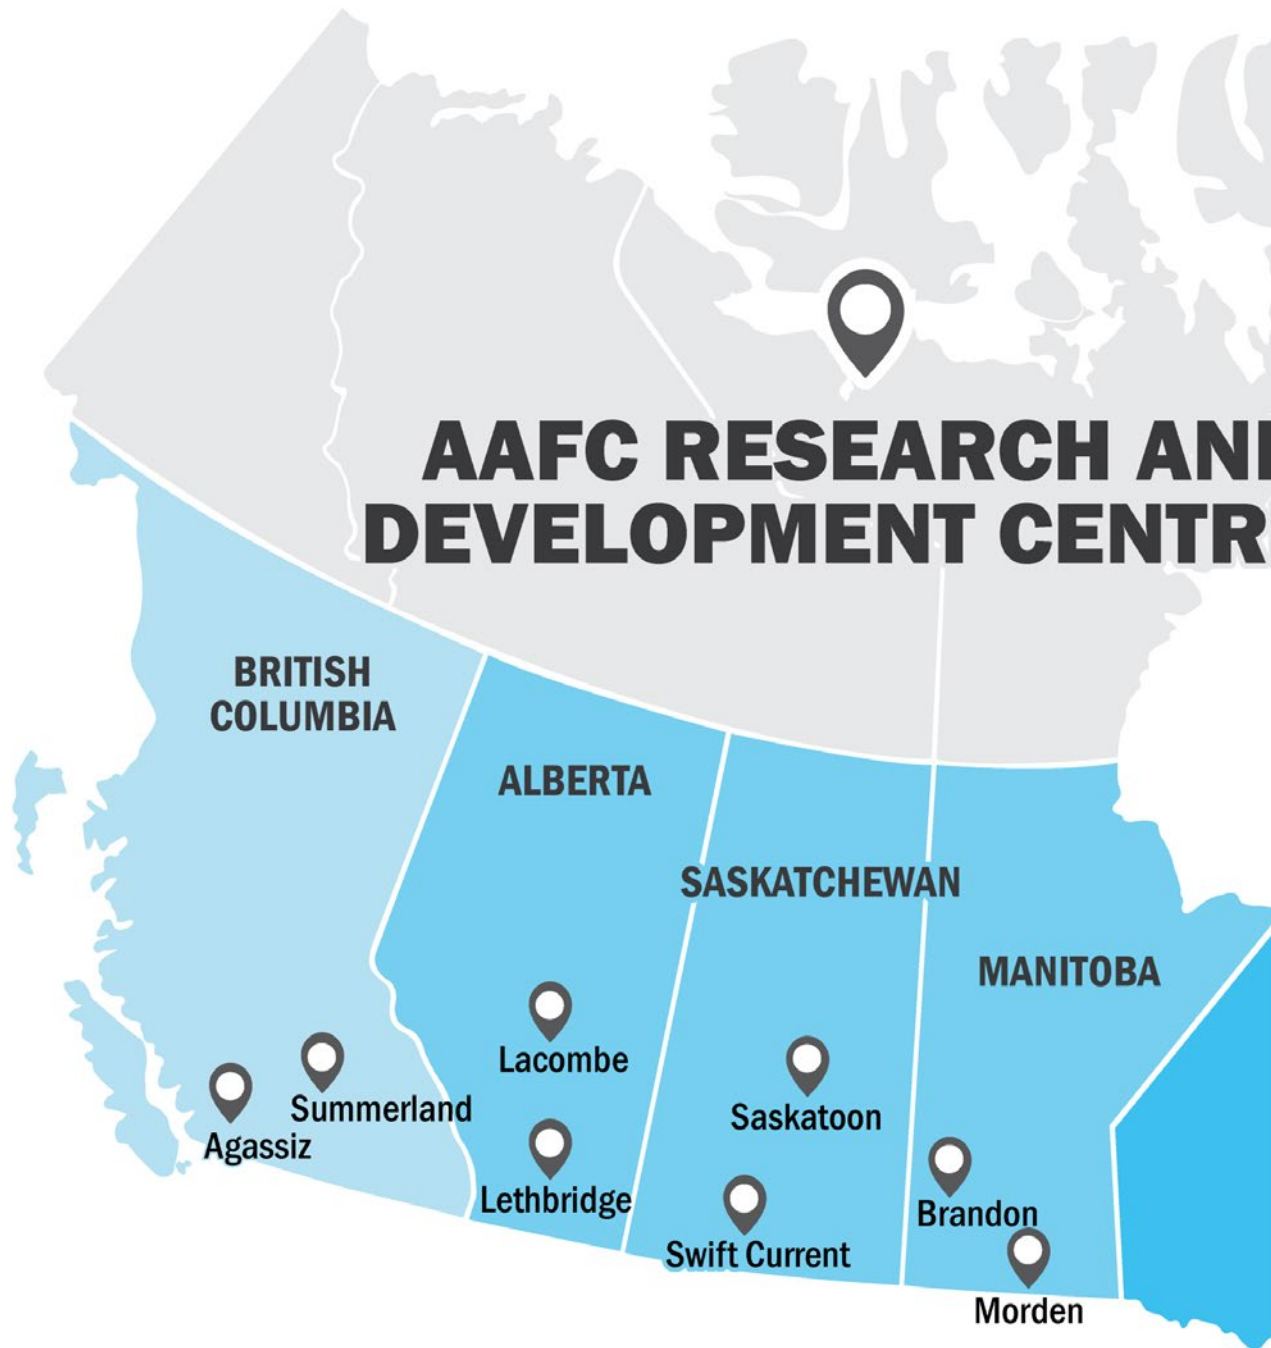 AAFC RESEARCH AN
DEVELOPMENT CENTR
BRITISH
COLUMBIA
ALBERTA
SASKATCHEWAN
MANITOBA
Lacombe
Summerland
Saskatoon
Agassiz
Lethbridge
Brandon
Swift Current
Morden